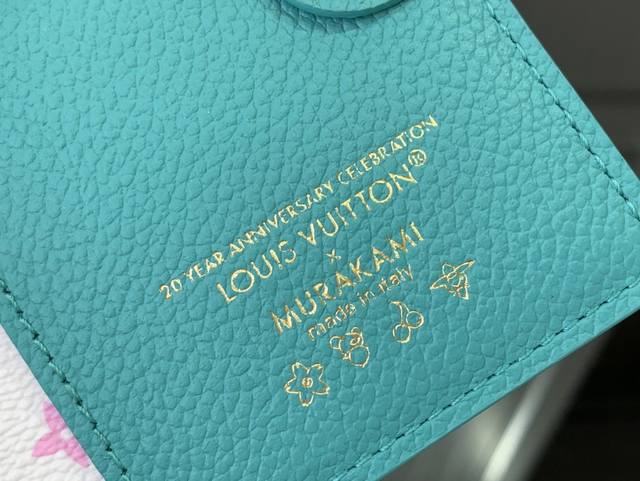 20 YEAR ANNIVERSARY CELEBRATION
LOUIS VUITTON®
×
MURAKAMI
made in italy